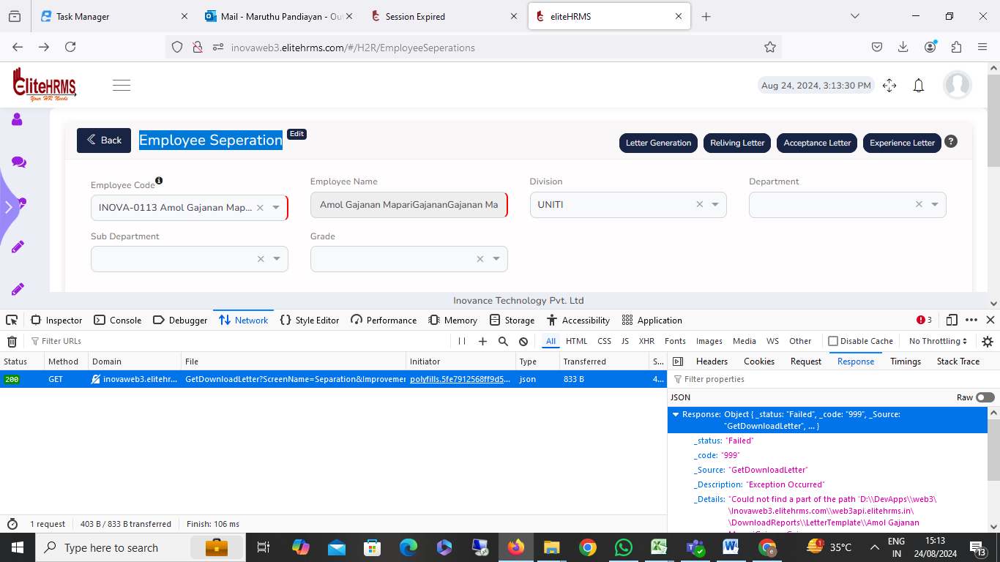 Task Manager
Mail - Maruthu Pandiayan - Ou
Session Expired
eliteHRMS
inovaweb3.elitehrms.com/#/H2R/EmployeeSeperations
EliteHRMS
Your HR Needs
Aug 24, 2024, 3:13:30 PM
Back
Employee Seperation
Edit
Letter Generation
Reliving Letter
Acceptance Letter
Experience Letter
?
Employee Code
Employee Name
Division
Department
INOVA-0113 Amol Gajanan Map...
Amol Gajanan MapariGajananGajanan Ma
UNITI
Sub Department
Grade
Inovance Technology Pvt. Ltd
Inspector
Console
Debugger
Network
Style Editor
Performance
Memory
Storage
Accessibility
Application
3
Filter URLs
All
HTML
CSS
JS
XHR
Fonts
Images
Media
WS
Other
Disable Cache
No Throttling
Status
Method
Domain
File
Initiator
Type
Transferred
S...
Headers
Cookies
Request
Response
Timings
Stack Trace
200
GET
inovaweb3.elitehr...
GetDownloadLetter?ScreenName=Separation&Improvemen
polyfills.5fe7912568ff9d5...
json
833 B
4...
Filter properties
JSON
Raw
Response: Object { _status: "Failed", _code: "999", _Source:
"GetDownloadLetter", ... }
_status: "Failed"
_code: "999"
_Source: "GetDownloadLetter"
_Description: "Exception Occurred"
_Details: "Could not find a part of the path 'D:\\DevApps\\web3\
\Inovaweb3.elitehrms.com\\web3api.elitehrms.in\
\DownloadReports\\LetterTemplate\\Amol Gajanan
1 request
403 B / 833 B transferred
Finish: 106 ms
Type here to search
1
35°C
ENG
IN
15:13
24/08/2024
13